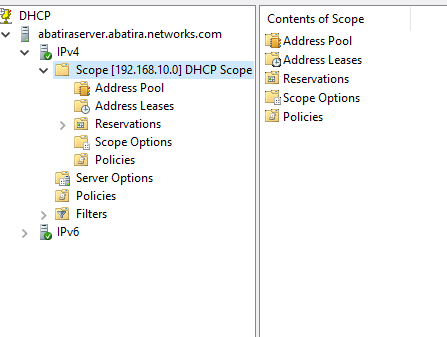 DHCP
abatiraserver.abatira.networks.com
IPv4
Scope [192.168.10.0] DHCP Scope
Address Pool
Address Leases
Reservations
Scope Options
Policies
Server Options
Policies
Filters
IPv6
Contents of Scope
Address Pool
Address Leases
Reservations
Scope Options
Policies